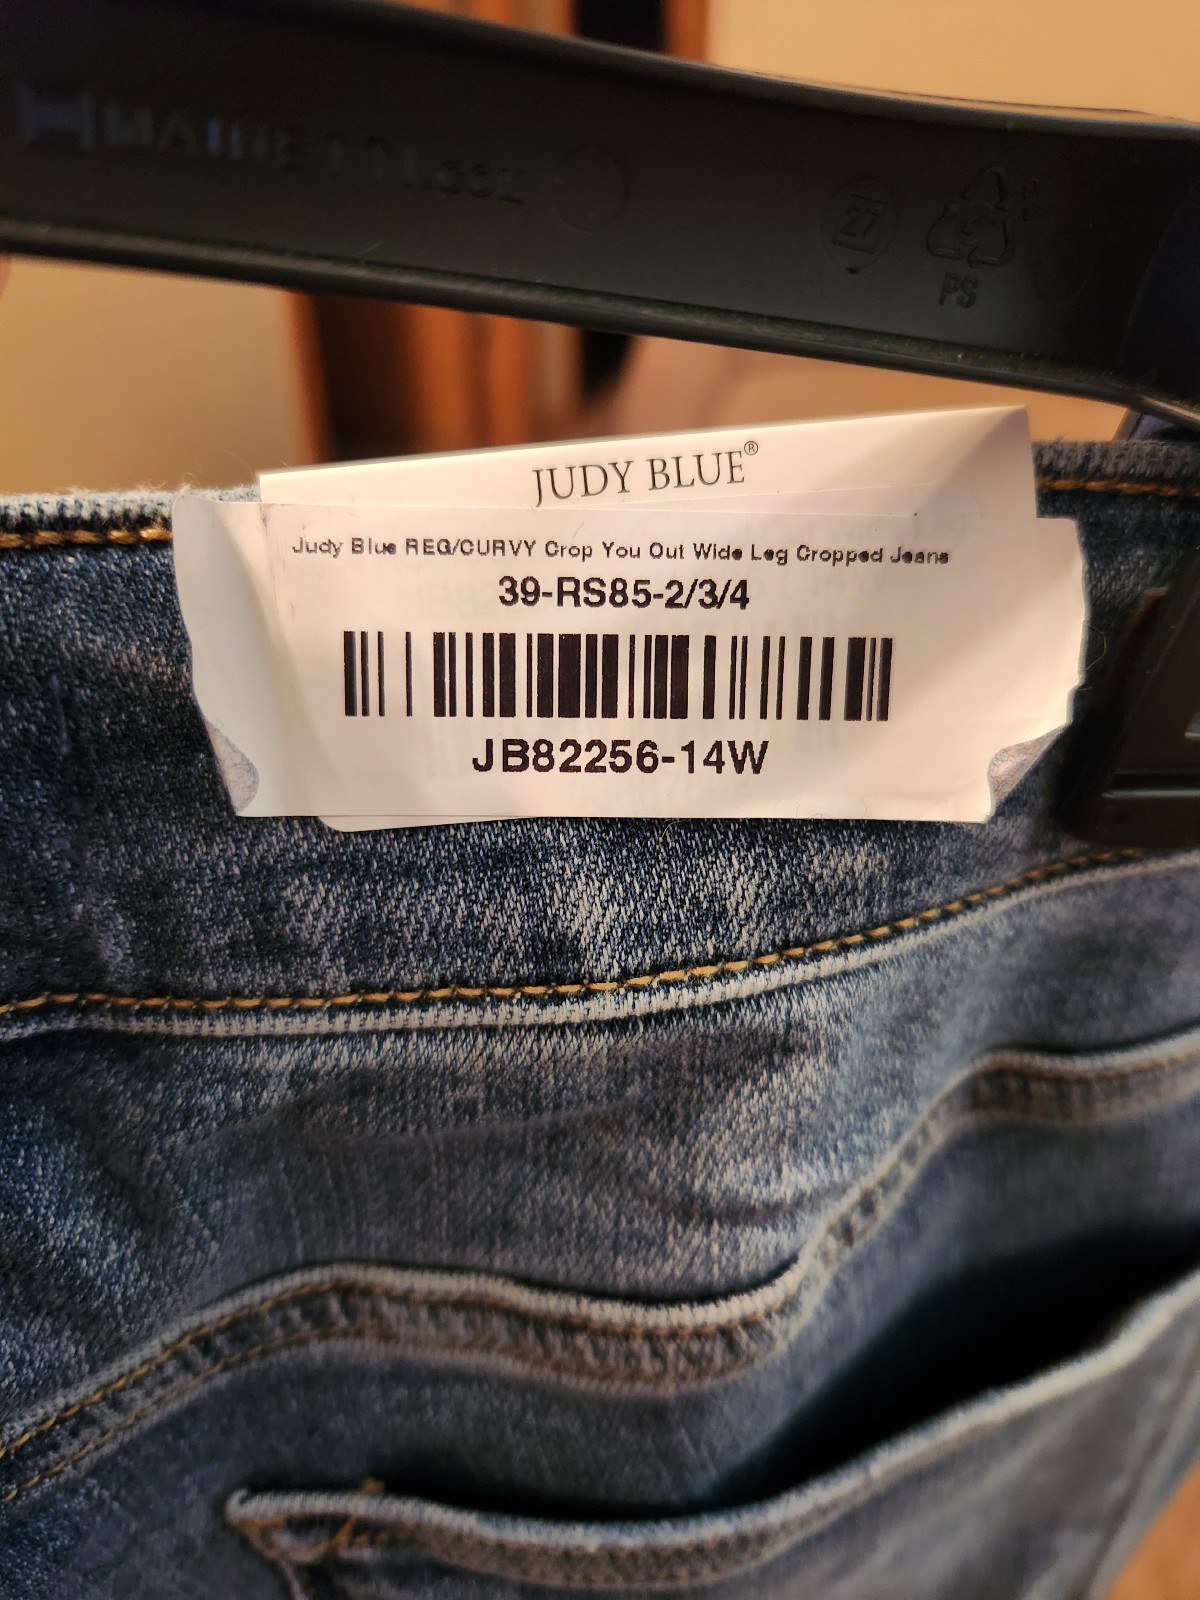 27
PS
JUDY BLUE®
Judy Blue REG/CURVY Crop You Out Wide Leg Cropped Jeans
39-RS85-2/3/4
JB82256-14W